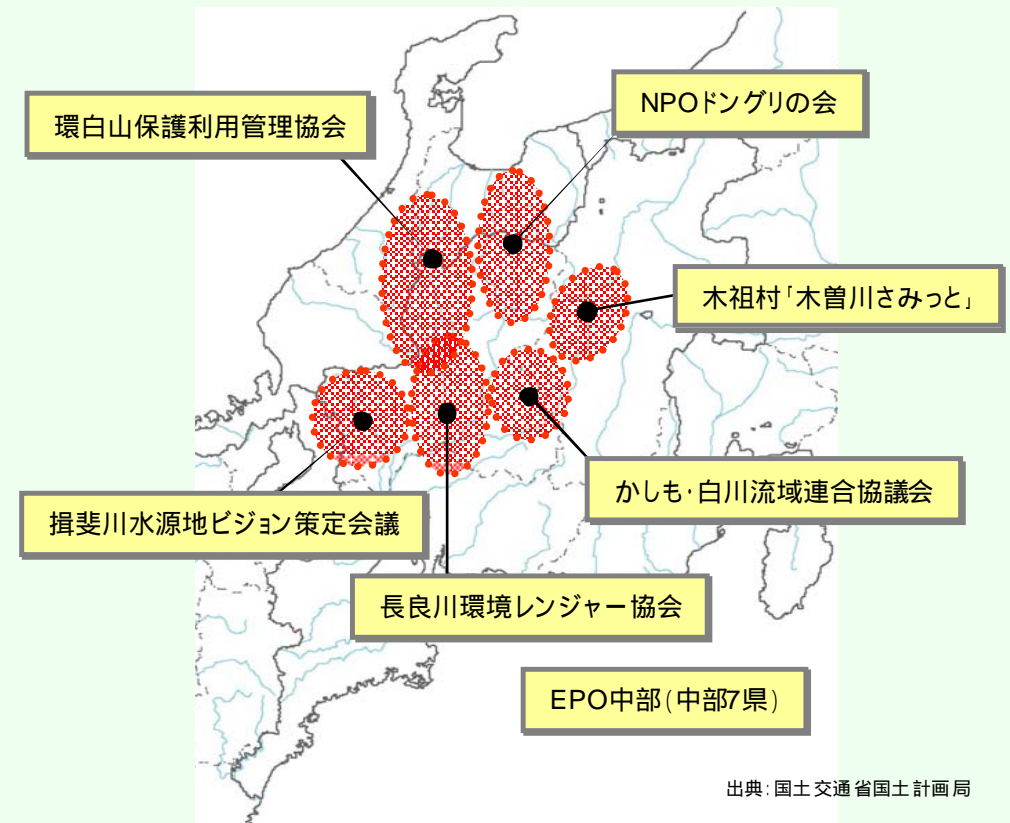 NPOドングリの会
環白山保護利用管理協会
木祖村「木曽川さみっと」
かしも・白川流域連合協議会
揖斐川水源地ビジョン策定会議
長良川環境レンジャー協会
EPO中部(中部7県)
出典:国土交通省国土計画局